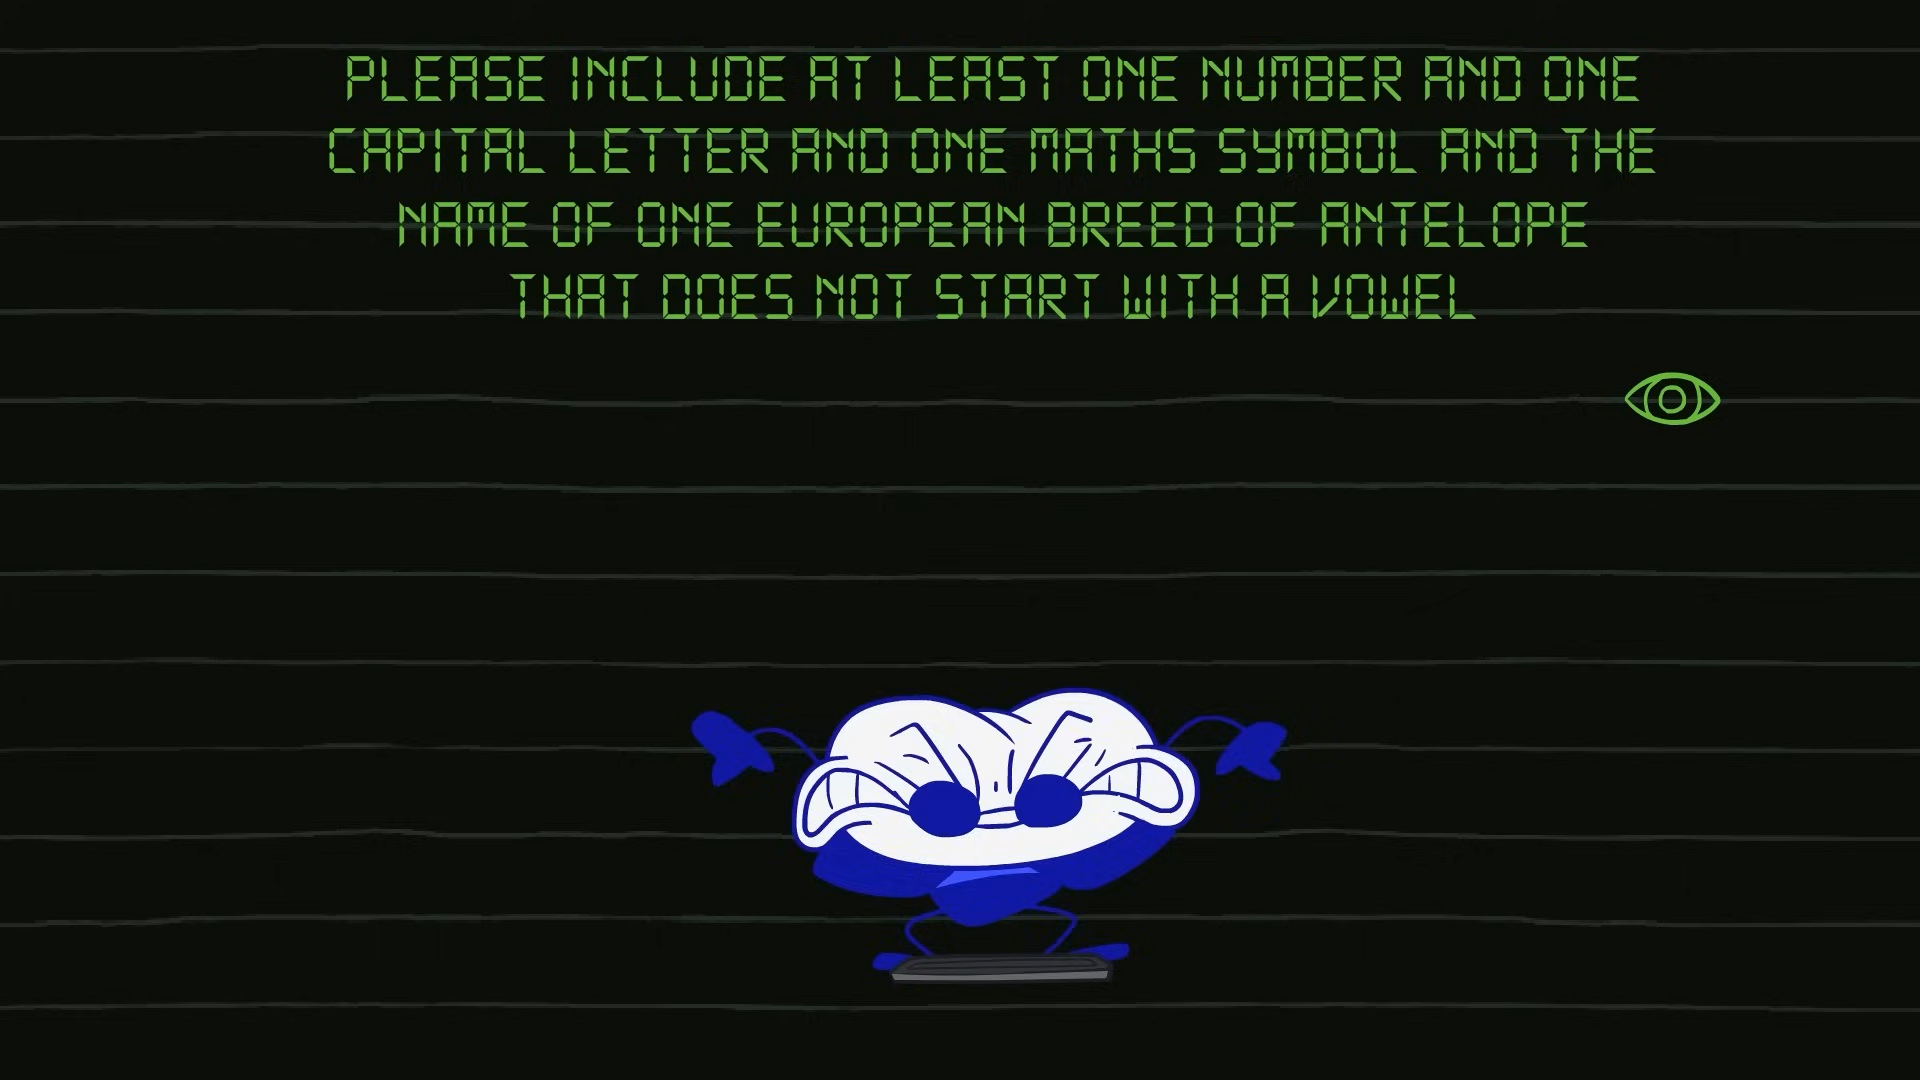 PLEASE INCLUDE AT LEAST ONE NUMBER AND ONE
CAPITAL LETTER AND ONE MATHS SYMBOL AND THE
NAME OF ONE EUROPEAN BREED OF ANTELOPE
THAT DOES NOT START WITH A VOWEL